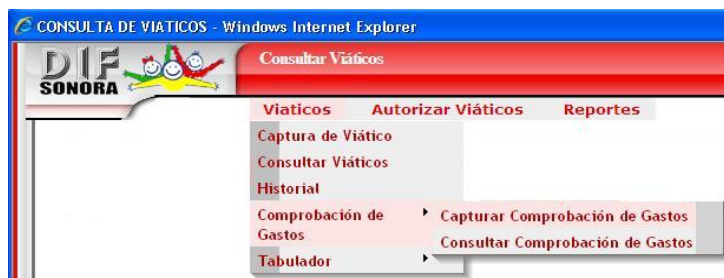 CONSULTA DE VIATICOS - Windows Internet Explorer
DIF
SONORA
Consultar Viáticos
Viaticos Autorizar Viáticos Reportes
Captura de Viático
Consultar Viáticos
Historial
Comprobación de
Gastos
Capturar Comprobación de Gastos
Consultar Comprobación de Gastos
Tabulador